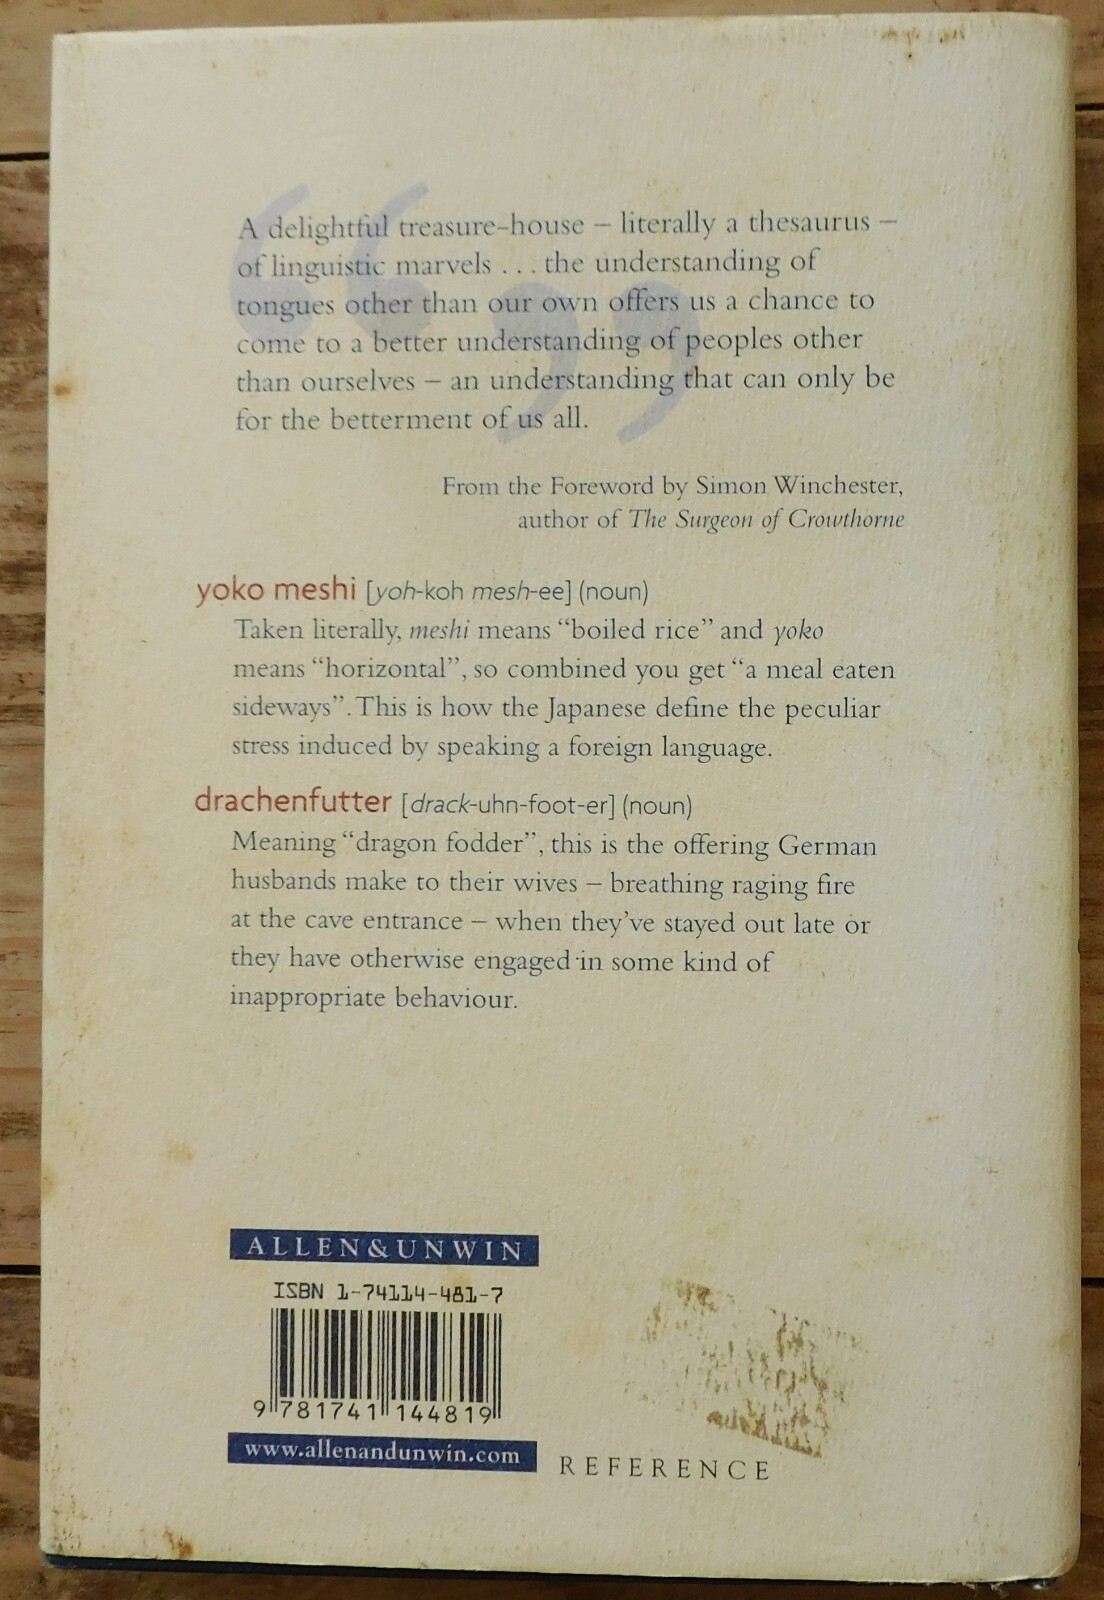 A delightful treasure-house – literally a thesaurus –
of linguistic marvels . . . the understanding of
tongues other than our own offers us a chance to
come to a better understanding of peoples other
than ourselves – an understanding that can only be
for the betterment of us all.
From the Foreword by Simon Winchester,
author of The Surgeon of Crowthorne
yoko meshi [yoh-koh mesh-ee] (noun)
Taken literally, meshi means “boiled rice” and yoko
means “horizontal”, so combined you get “a meal eaten
sideways”. This is how the Japanese define the peculiar
stress induced by speaking a foreign language.
drachenfutter [drack-uhn-foot-er] (noun)
Meaning “dragon fodder”, this is the offering German
husbands make to their wives – breathing raging fire
at the cave entrance – when they’ve stayed out late or
they have otherwise engaged in some kind of
inappropriate behaviour.
ALLEN&UNWIN
ISBN 1-74114-481-7
9 781741 144819
www.allenandunwin.com
REFERENCE